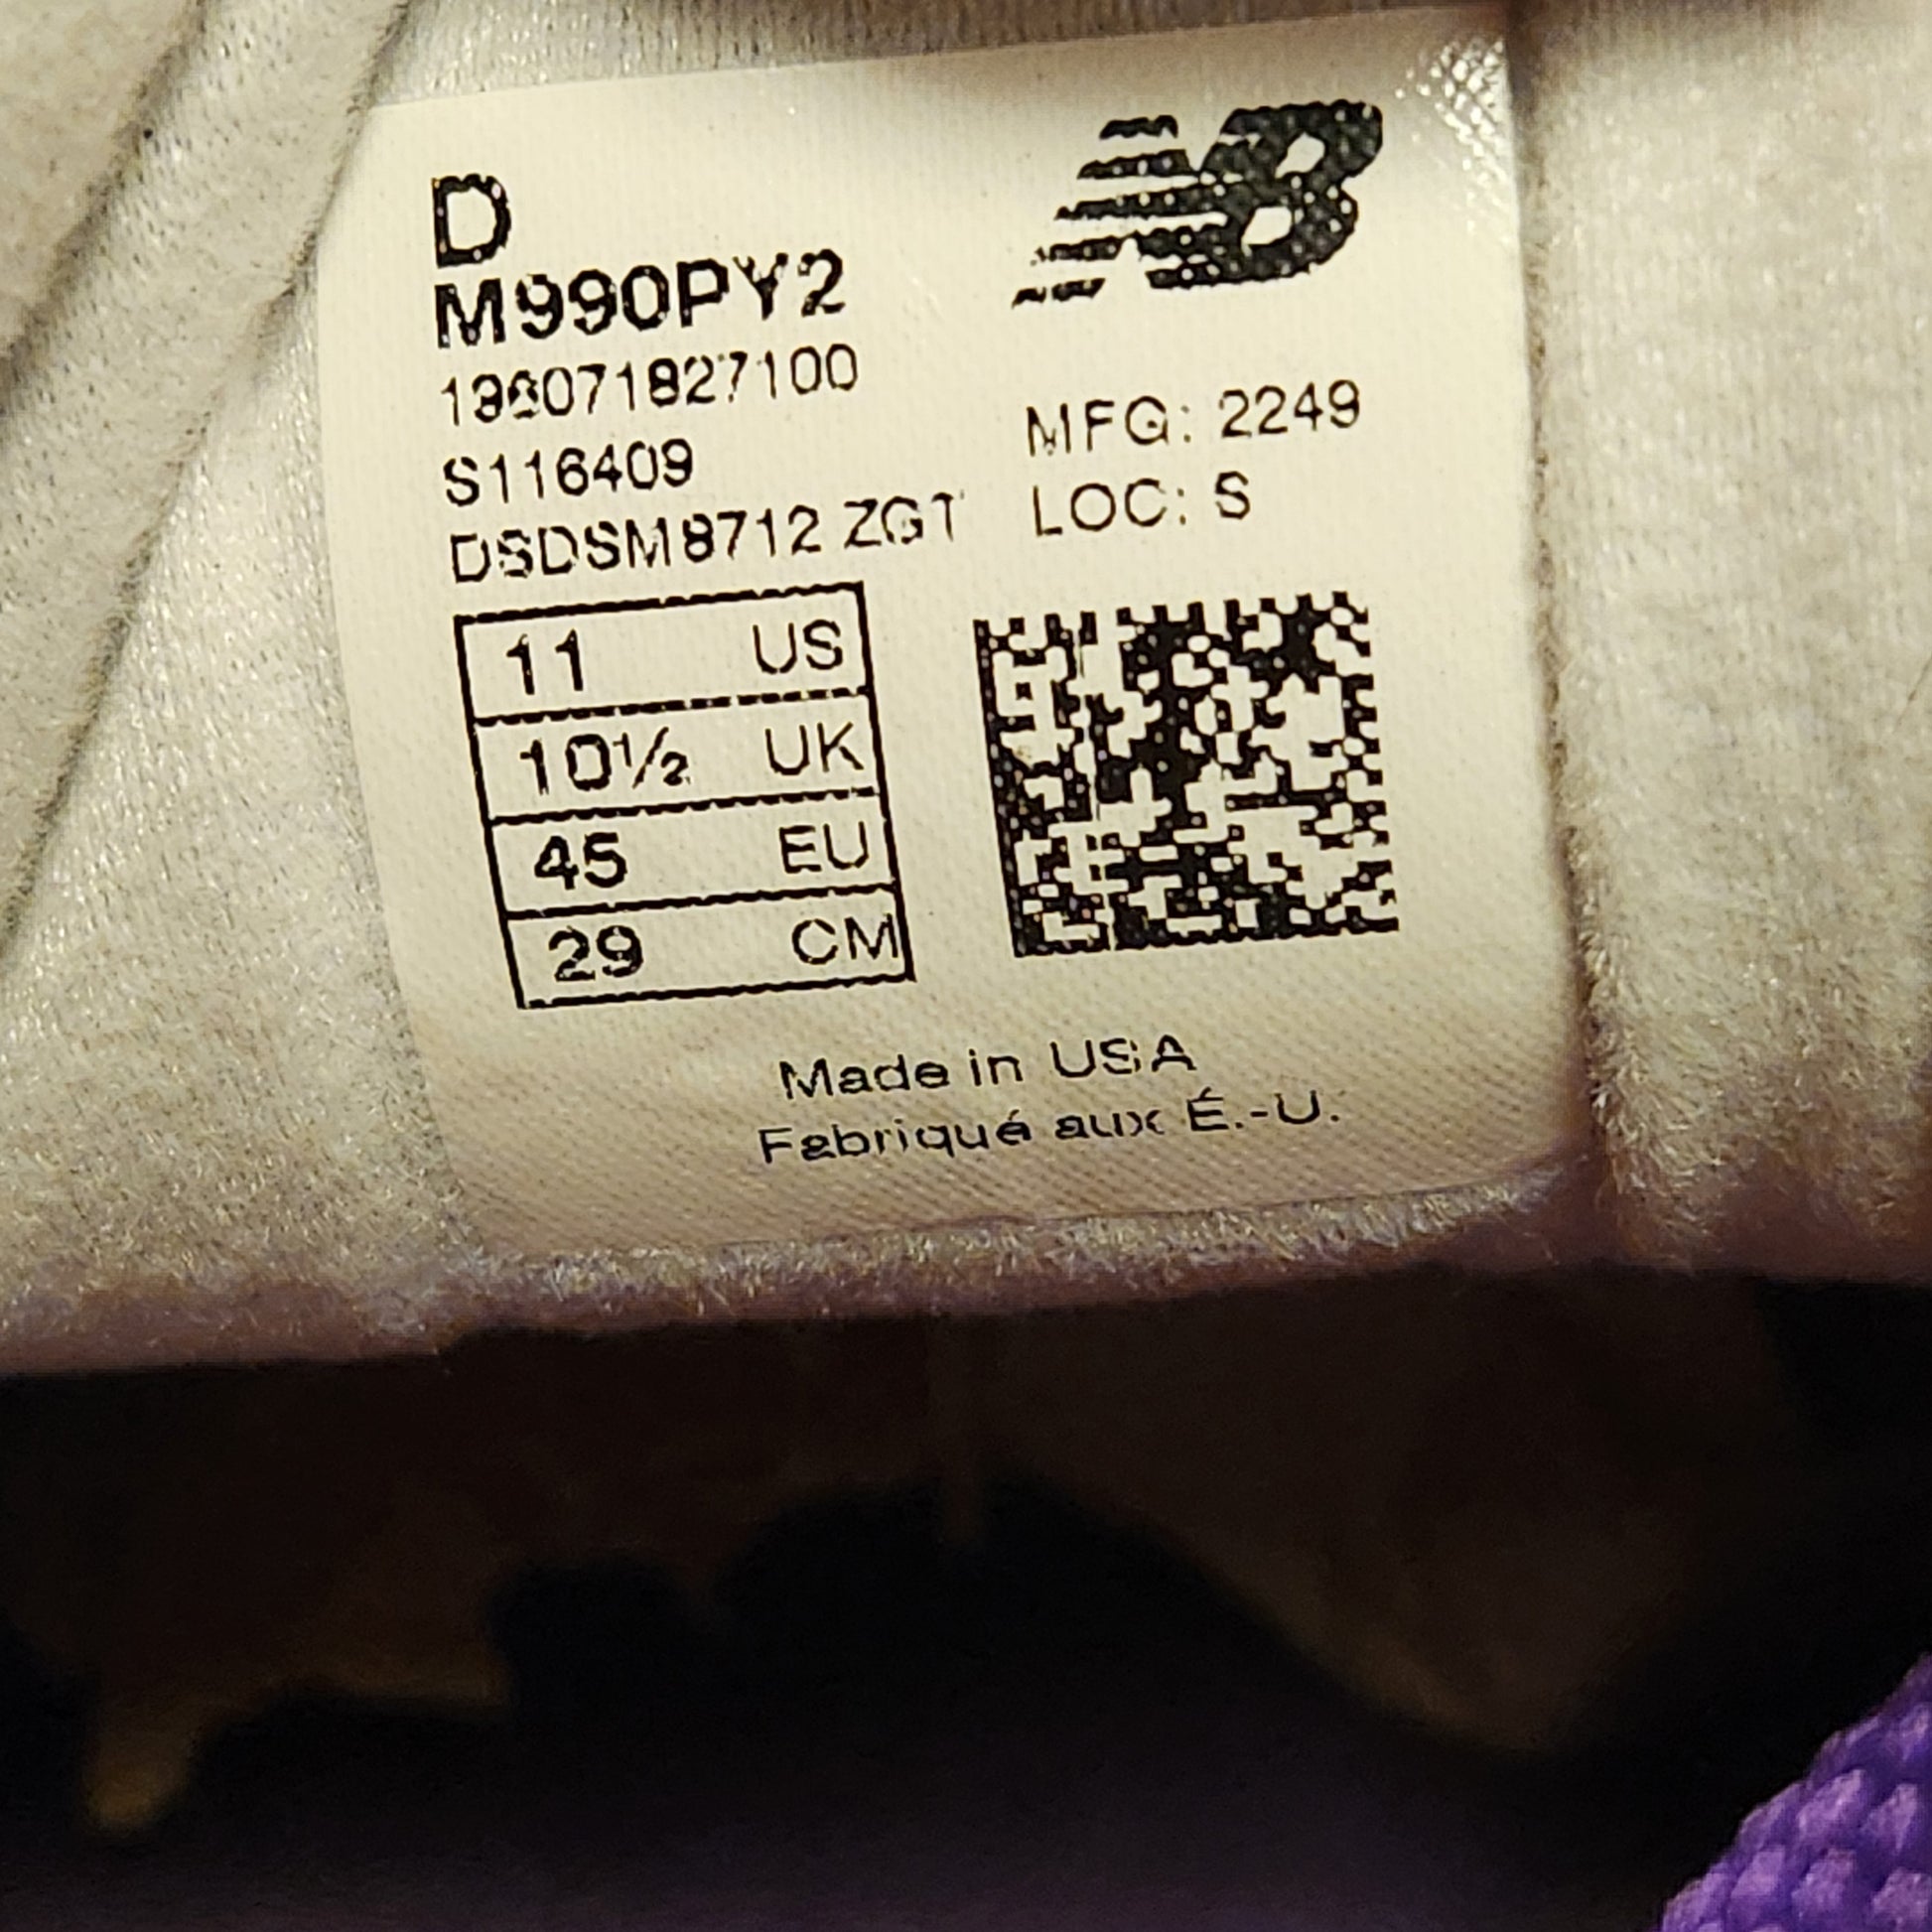 D
NB
M990PY2
S116409
MFG: 2249
DSDSM8712 ZGT
LOC: S
11 US
10½ UK
45 EU
29 CM
Made in USA
Fabriqué aux É.-U.